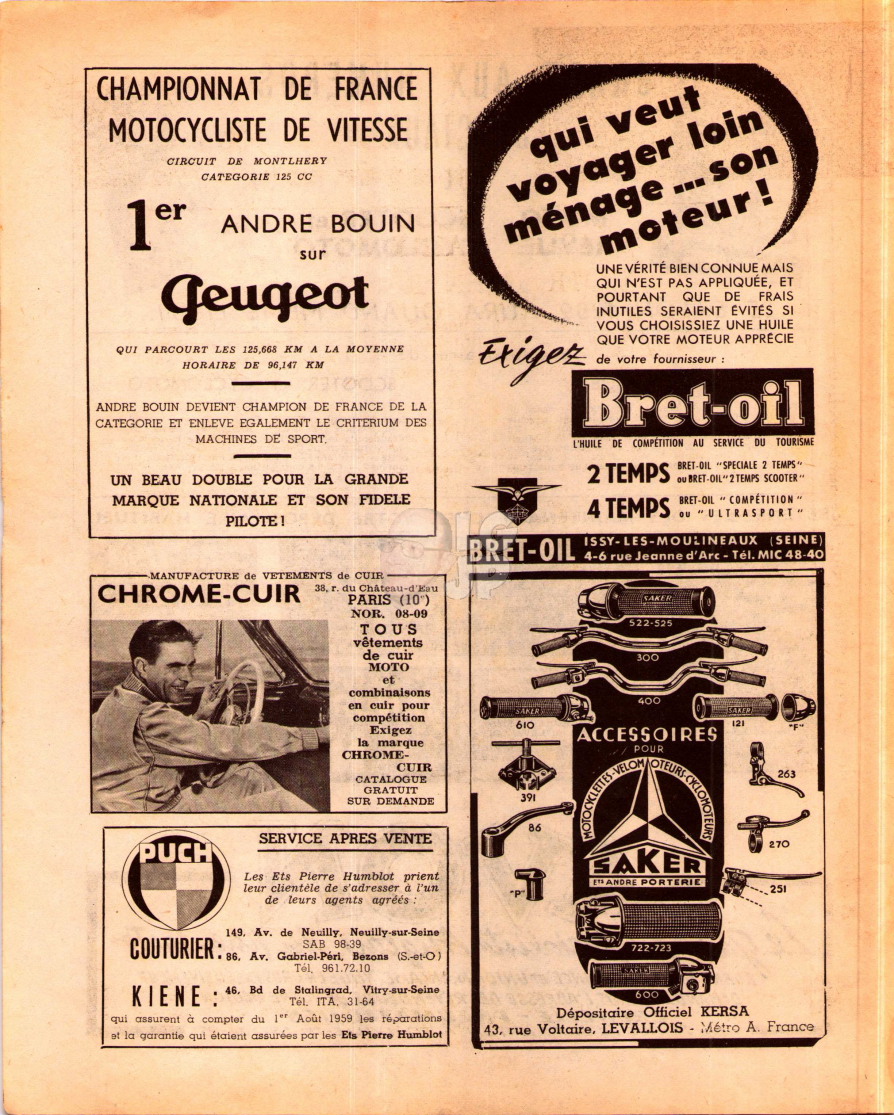 CHAMPIONNAT DE FRANCE
MOTOCYCLISTE DE VITESSE
CIRCUIT DE MONTLHERY
CATEGORIE 125 CC
1er ANDRE BOUIN
sur
Peugeot
QUI PARCOURT LES 125,668 KM A LA MOYENNE
HORAIRE DE 96,147 KM
ANDRE BOUIN DEVIENT CHAMPION DE FRANCE DE LA
CATEGORIE ET ENLEVE EGALEMENT LE CRITERIUM DES
MACHINES DE SPORT.
UN BEAU DOUBLE POUR LA GRANDE
MARQUE NATIONALE ET SON FIDELE
PILOTE !
MANUFACTURE de VETEMENTS de CUIR
CHROME-CUIR
38, r. du Château-d'Eau
PARIS (10e)
NOR. 08-09
TOUS
vêtements
de cuir
MOTO
et
combinaisons
en cuir pour
compétition
Exigez
la marque
CHROME-
CUIR
CATALOGUE
GRATUIT
SUR DEMANDE
PUCH
SERVICE APRES VENTE
Les Ets Pierre Humblot prient
leur clientèle de s'adresser à l'un
de leurs agents agréés :
COUTURIER :
149, Av. de Neuilly, Neuilly-sur-Seine
SAB 98-39
86, Av. Gabriel-Péri, Bezons (S.-et-O)
Tél. 961.72.10
KIENE :
46, Bd de Stalingrad, Vitry-sur-Seine
Tél. ITA. 31-64
qui assurent à compter du 1er Août 1959 les réparations
et la garantie qui étaient assurées par les Ets Pierre Humblot
qui veut
voyager loin
ménage ... son
moteur !
UNE VÉRITÉ BIEN CONNUE MAIS
QUI N'EST PAS APPLIQUÉE, ET
POURTANT QUE DE FRAIS
INUTILES SERAIENT ÉVITÉS SI
VOUS CHOISISSIEZ UNE HUILE
QUE VOTRE MOTEUR APPRÉCIE
Exigez de votre fournisseur :
Bret-oil
L'HUILE DE COMPÉTITION AU SERVICE DU TOURISME
2 TEMPS BRET-OIL "SPECIALE 2 TEMPS"
ou BRET-OIL "2 TEMPS SCOOTER"
4 TEMPS BRET-OIL "COMPÉTITION"
ou "ULTRASPORT"
BRET-OIL ISSY-LES-MOULINEAUX (SEINE)
4-6 rue Jeanne d'Arc - Tél. MIC 48-40
SAKER
522-525
300
400
SAKER
610
SAKER
121
"F"
ACCESSOIRES
POUR
MOTOCYCLETTES-VELOMOTEURS-CYCLOMOTEURS
391
263
86
270
SAKER
ETS ANDRE PORTERIE
"P"
251
722-723
SAKER
600
Dépositaire Officiel KERSA
43, rue Voltaire, LEVALLOIS - Métro A. France